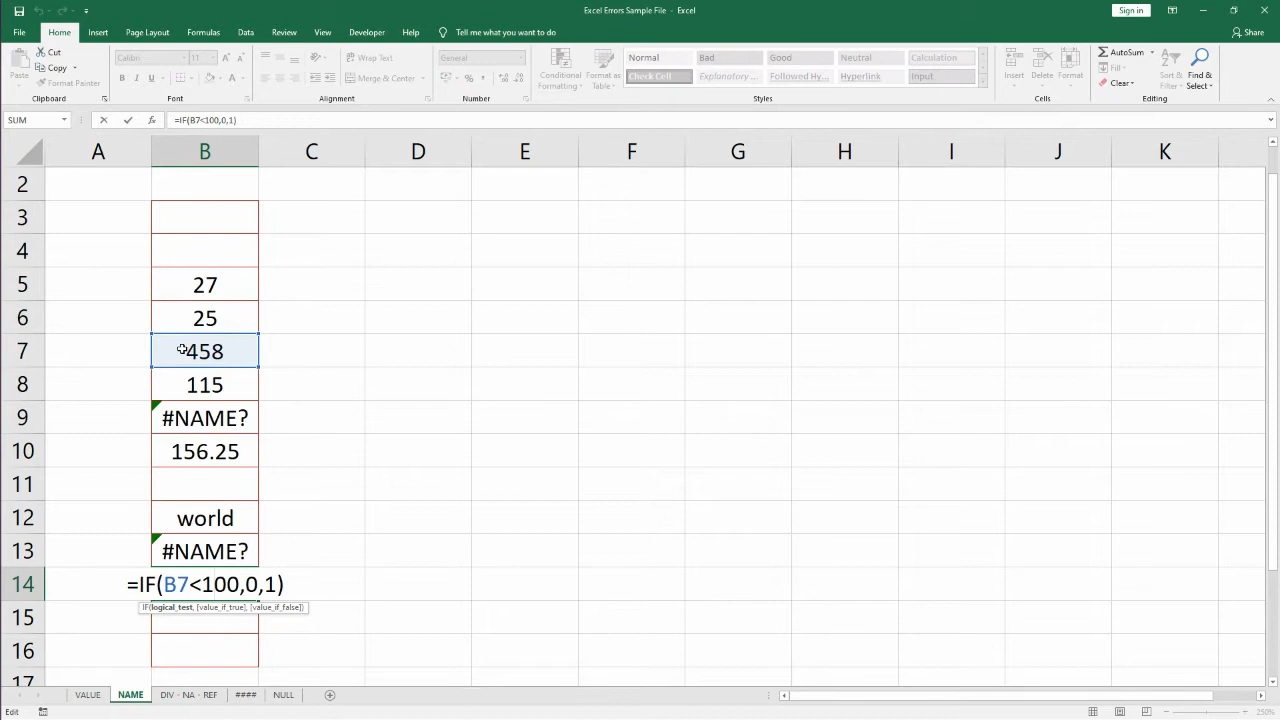 Excel Errors Sample File - Excel
Sign in
File Home Insert Page Layout Formulas Data Review View Developer Help Tell me what you want to do Share
Paste
Cut
Copy
Format Painter
Clipboard
Calibri 11
B I U
Font
Wrap Text
Merge & Center
Alignment
General
Number
Conditional Formatting
Format as Table
Normal Bad Good Neutral Calculation
Check Cell Explanatory ... Followed Hy... Hyperlink Input
Styles
Insert Delete Format
Cells
AutoSum
Fill
Clear
Sort & Filter
Find & Select
Editing
SUM fx =IF(B7<100,0,1)
A B C D E F G H I J K
2
3
4
5 27
6 25
7 458
8 115
9 #NAME?
10 156.25
11
12 world
13 #NAME?
14 =IF(B7<100,0,1)
IF(logical_test, [value_if_true], [value_if_false])
15
16
17
VALUE NAME DIV - NA - REF #### NULL
Edit 250%